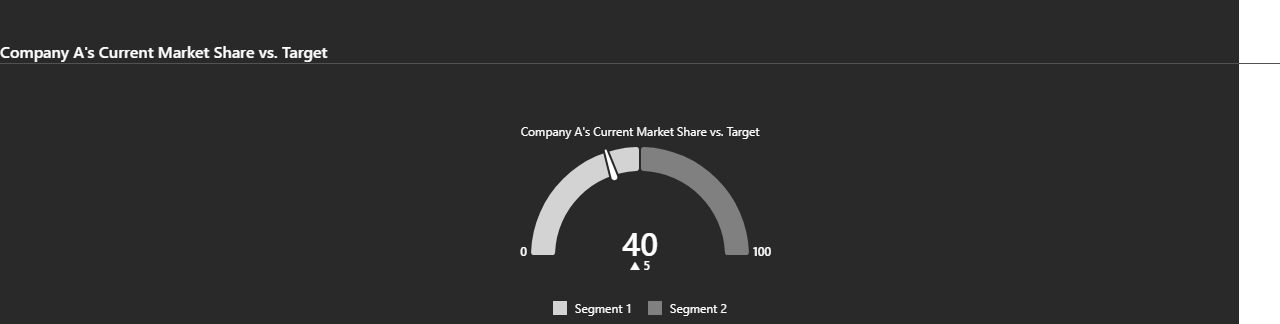 Company A's Current Market Share vs. Target
Company A's Current Market Share vs. Target
0
40
100
▲ 5
Segment 1
Segment 2